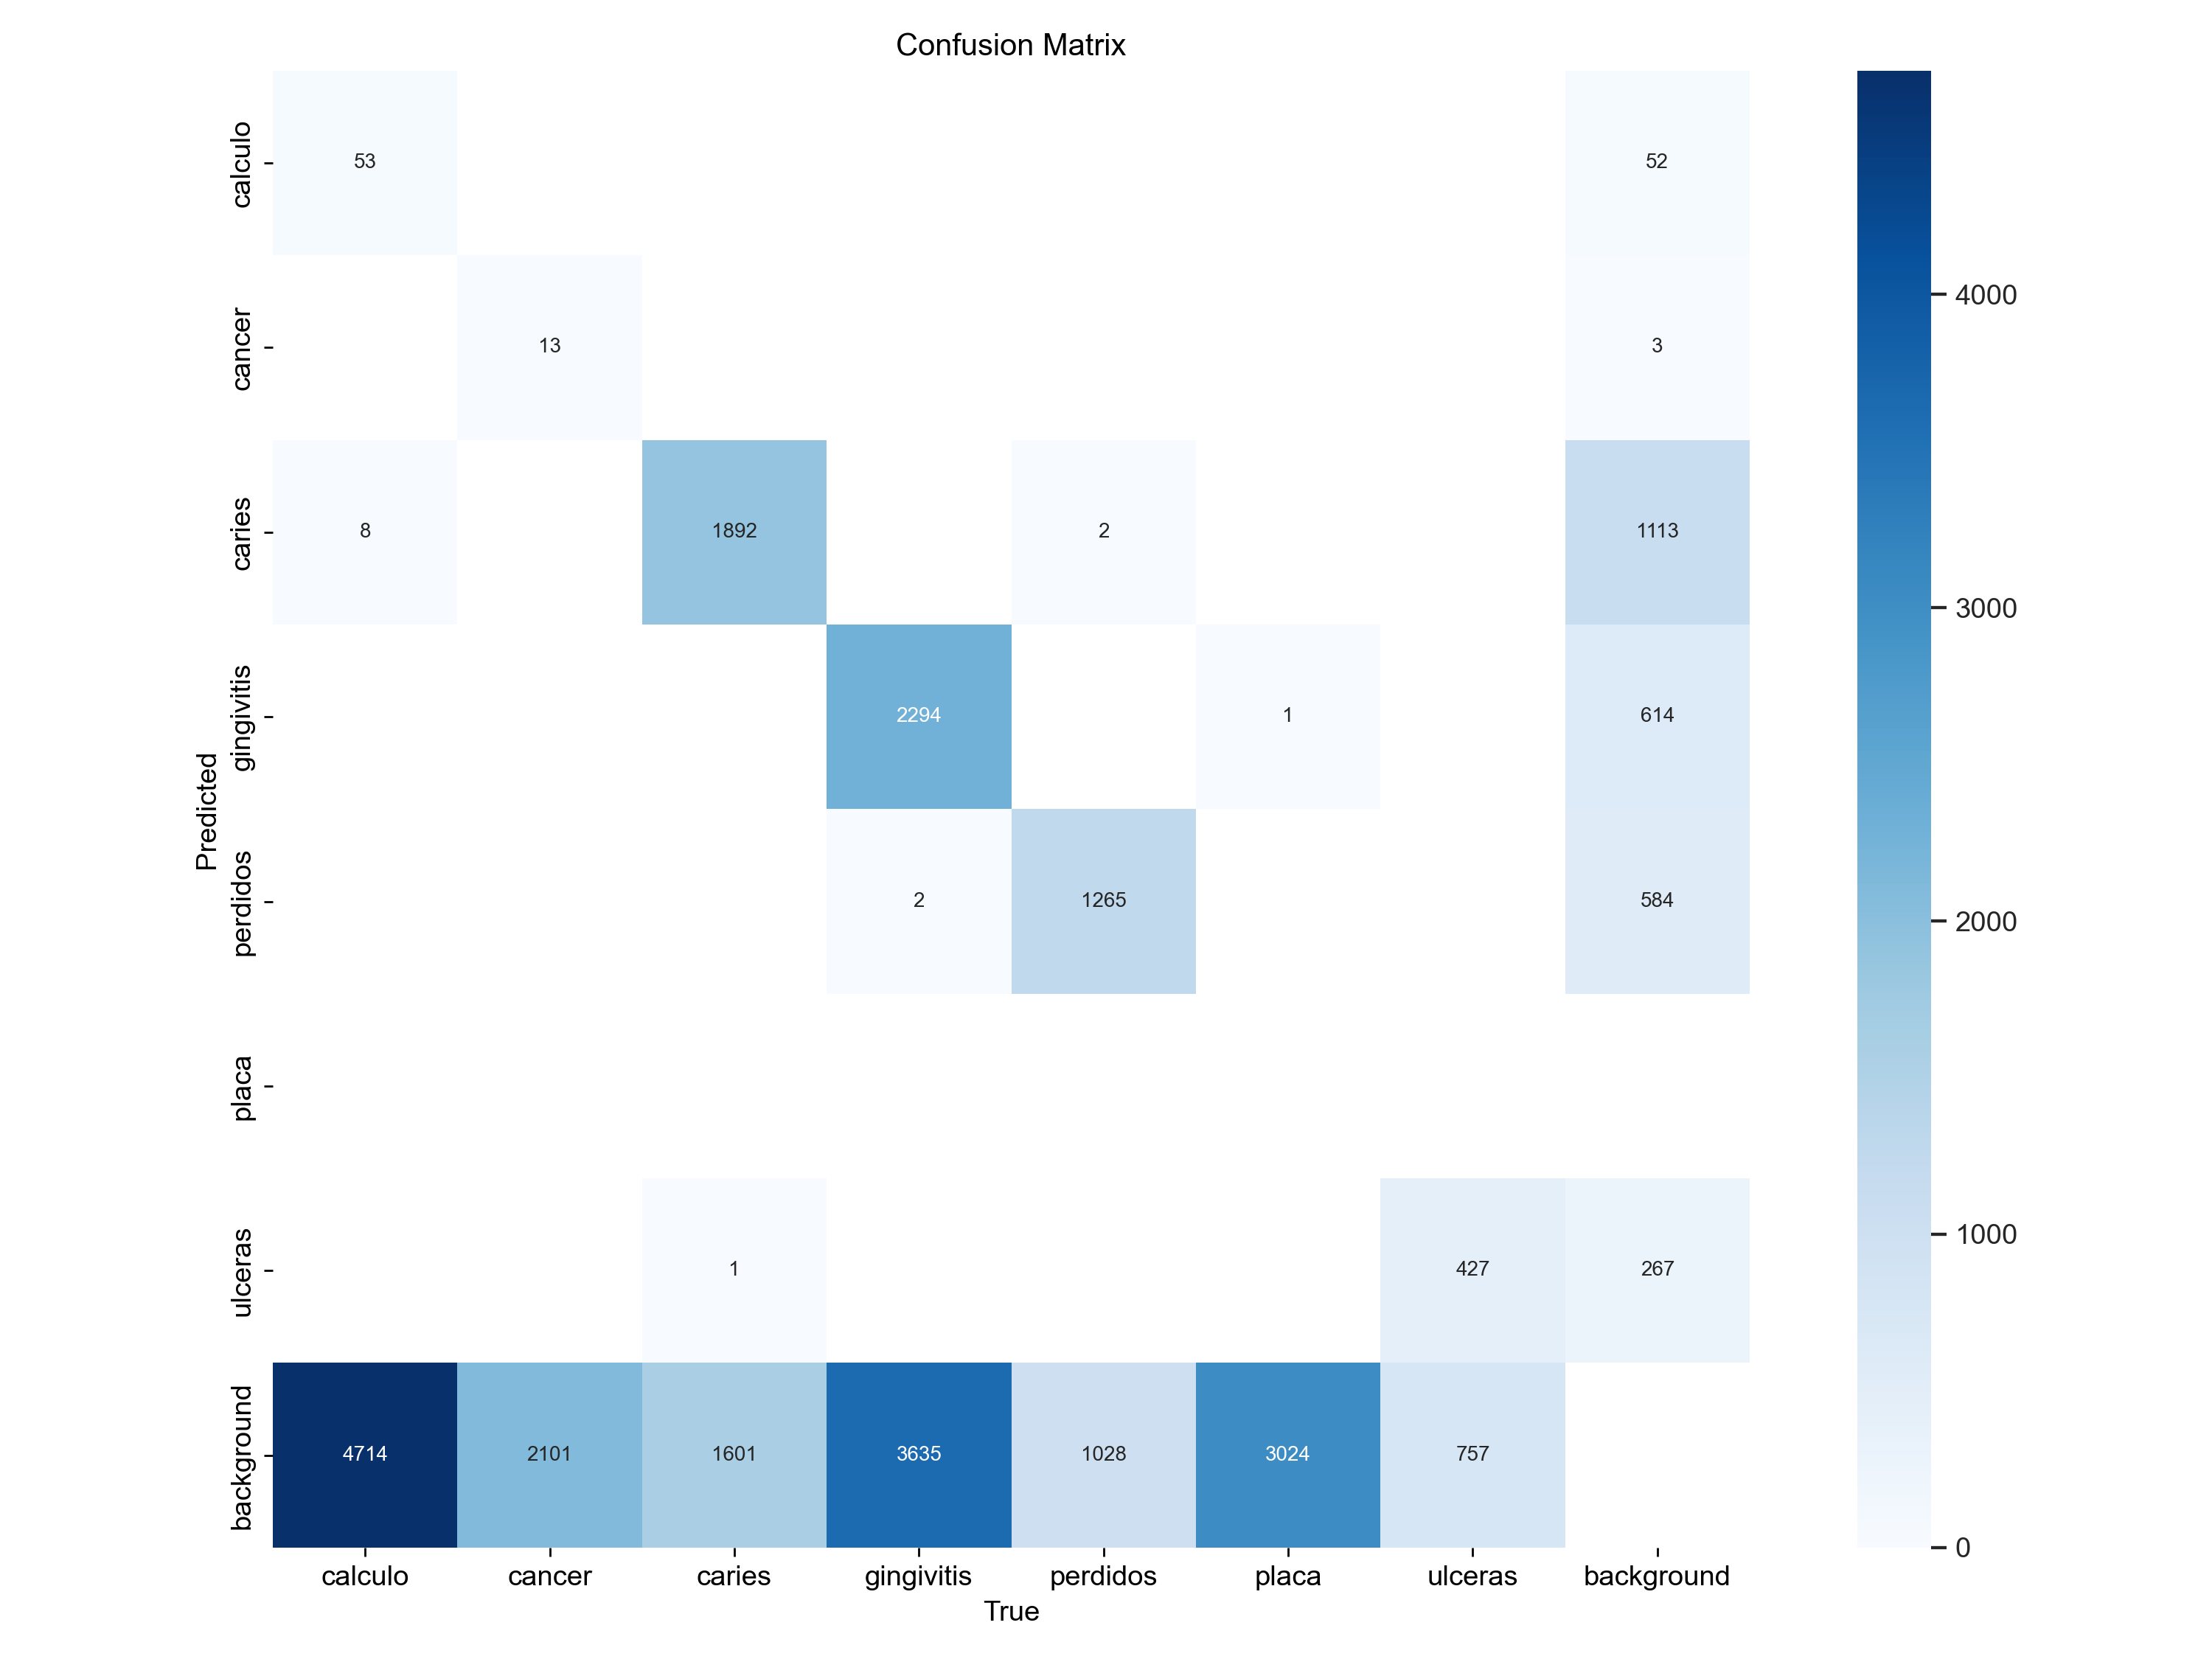 Confusion Matrix
calculo 53 52
cancer 13 3
caries 8 1892 2 1113
gingivitis 2294 1 614
perdidos 2 1265 584
placa
ulceras 1 427 267
background 4714 2101 1601 3635 1028 3024 757
calculo cancer caries gingivitis perdidos placa ulceras background
True
Predicted
4000
3000
2000
1000
0